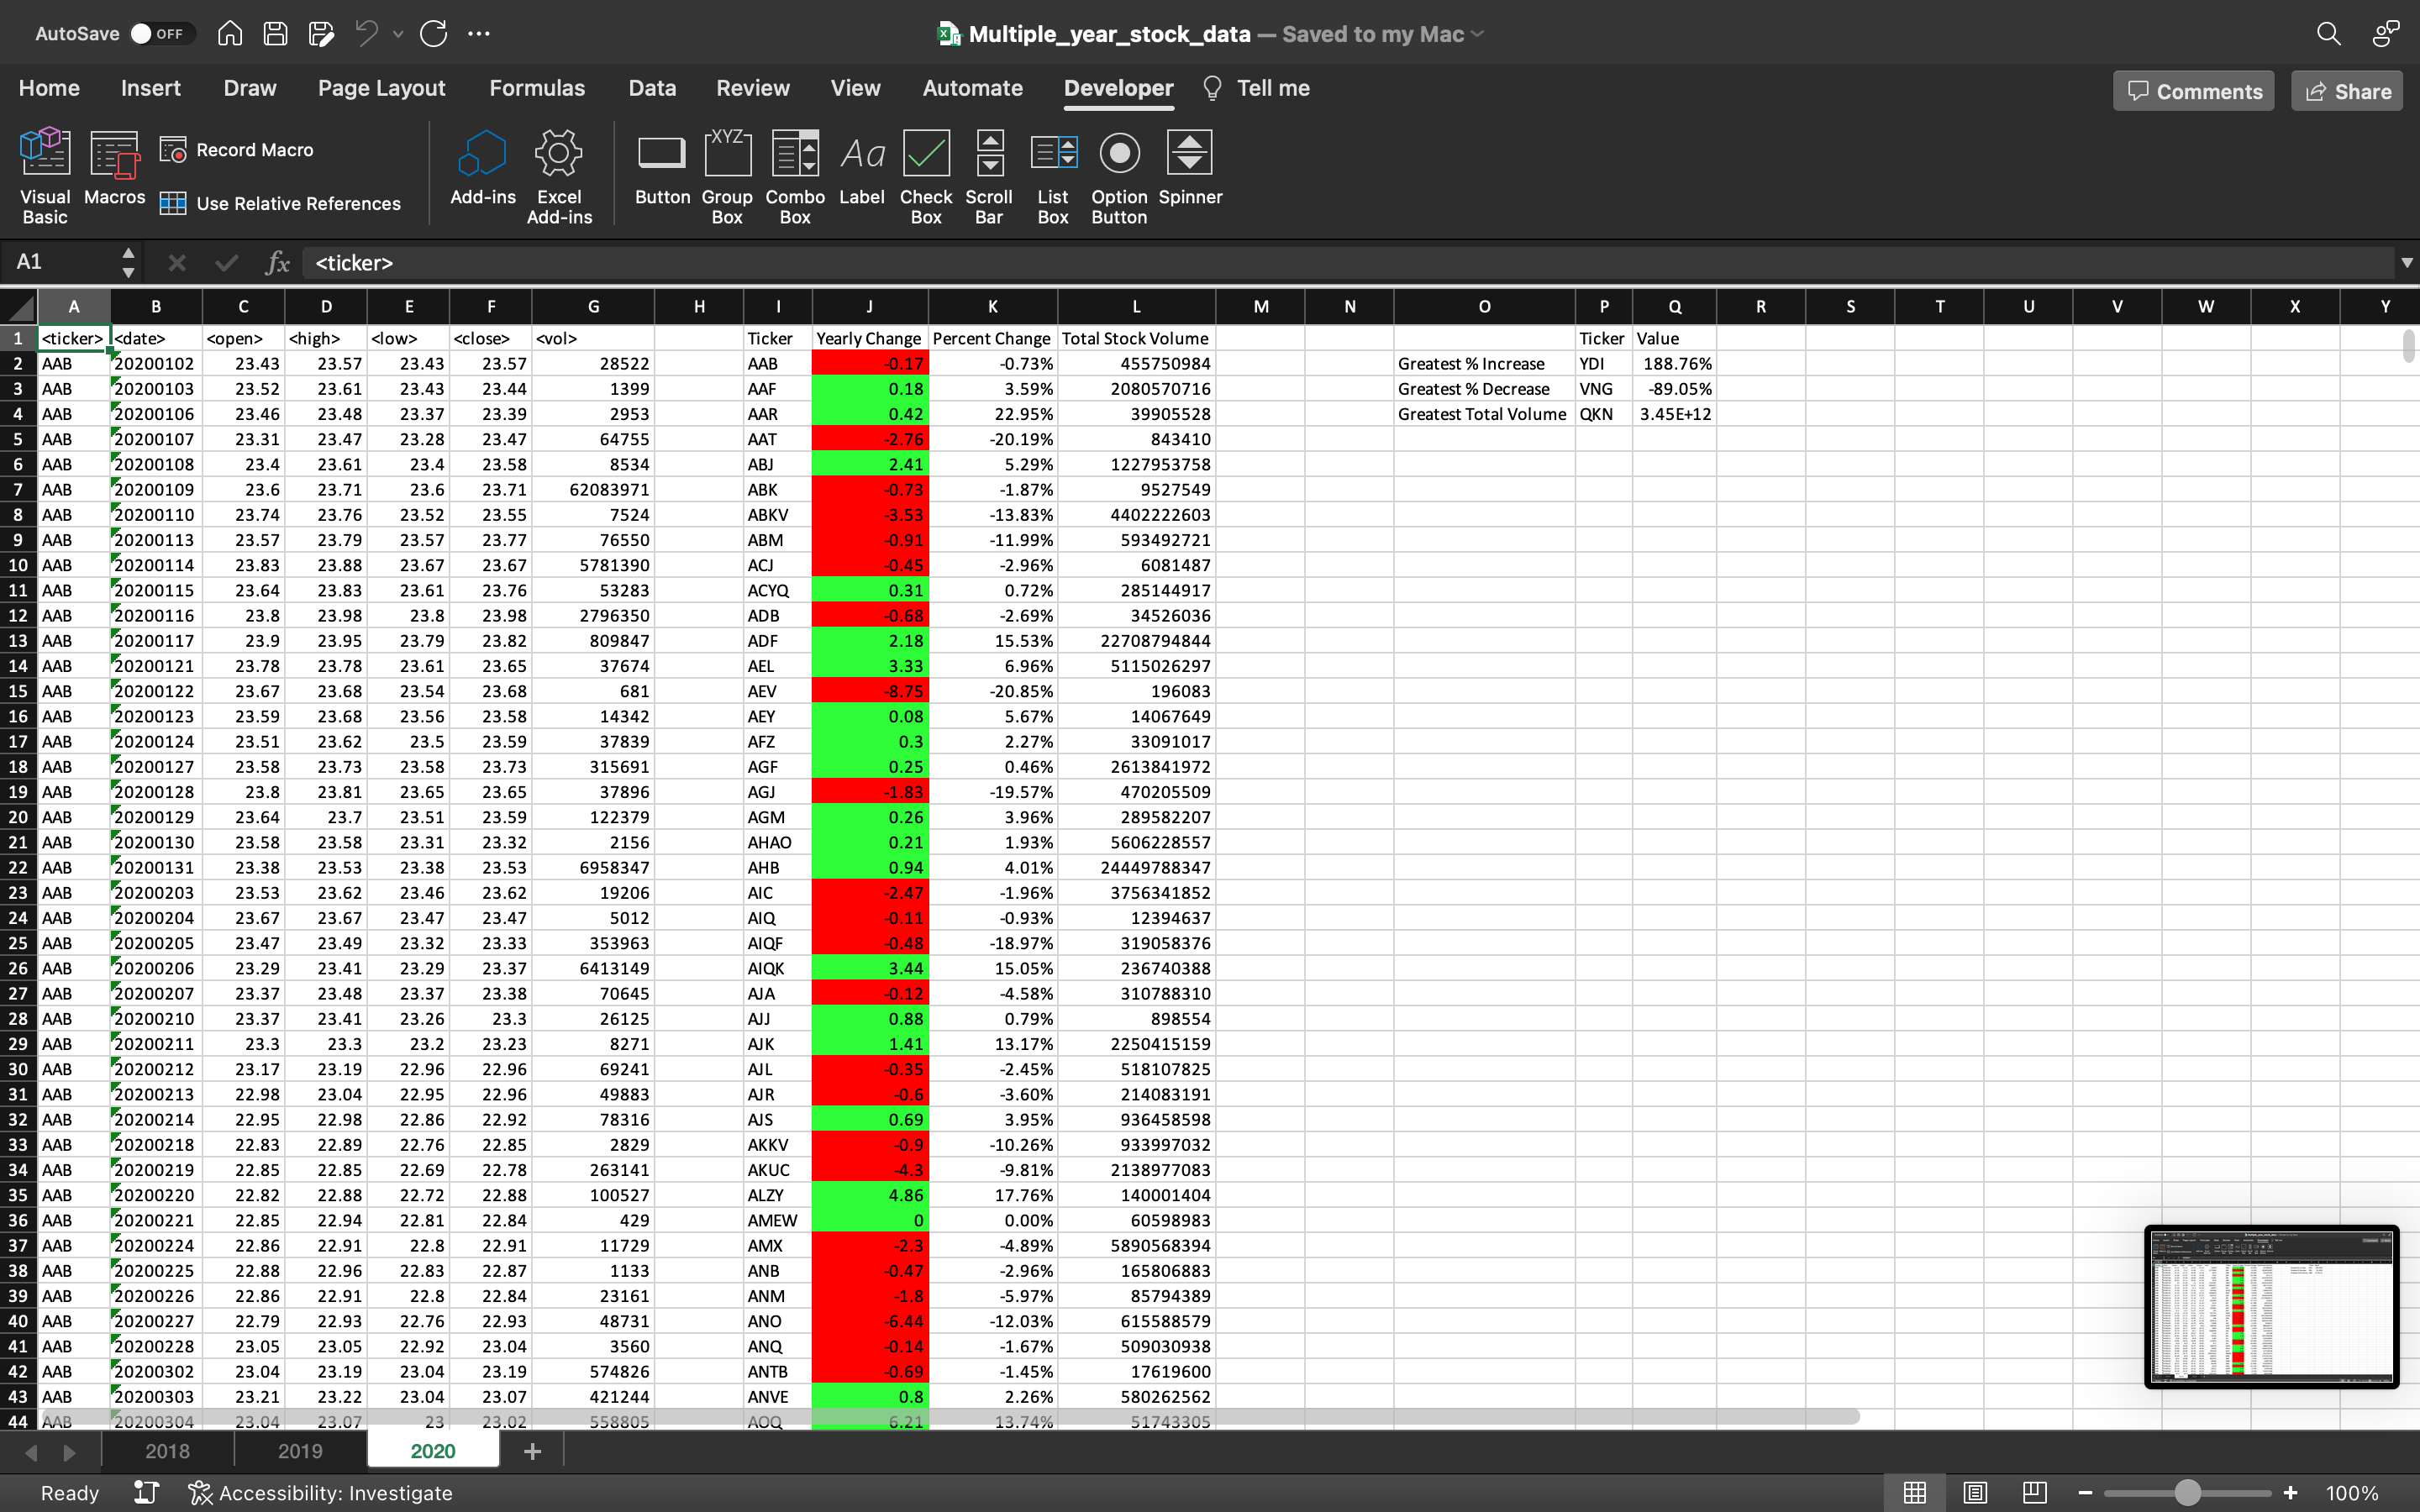 AutoSave OFF Multiple_year_stock_data — Saved to my Mac
Home Insert Draw Page Layout Formulas Data Review View Automate Developer Tell me Comments Share
Visual Basic Macros Record Macro Use Relative References Add-ins Excel Add-ins Button Group Box Combo Box Label Check Box Scroll Bar List Box Option Button Spinner
XYZ Aa
A1 fx <ticker>
A B C D E F G H I J K L M N O P Q R S T U V W X Y
1 <ticker> <date> <open> <high> <low> <close> <vol> Ticker Yearly Change Percent Change Total Stock Volume Ticker Value
2 AAB 20200102 23.43 23.57 23.43 23.57 28522 AAB -0.17 -0.73% 455750984 Greatest % Increase YDI 188.76%
3 AAB 20200103 23.52 23.61 23.43 23.44 1399 AAF 0.18 3.59% 2080570716 Greatest % Decrease VNG -89.05%
4 AAB 20200106 23.46 23.48 23.37 23.39 2953 AAR 0.42 22.95% 39905528 Greatest Total Volume QKN 3.45E+12
5 AAB 20200107 23.31 23.47 23.28 23.47 64755 AAT -2.76 -20.19% 843410
6 AAB 20200108 23.4 23.61 23.4 23.58 8534 ABJ 2.41 5.29% 1227953758
7 AAB 20200109 23.6 23.71 23.6 23.71 62083971 ABK -0.73 -1.87% 9527549
8 AAB 20200110 23.74 23.76 23.52 23.55 7524 ABKV -3.53 -13.83% 4402222603
9 AAB 20200113 23.57 23.79 23.57 23.77 76550 ABM -0.91 -11.99% 593492721
10 AAB 20200114 23.83 23.88 23.67 23.67 5781390 ACJ -0.45 -2.96% 6081487
11 AAB 20200115 23.64 23.83 23.61 23.76 53283 ACYQ 0.31 0.72% 285144917
12 AAB 20200116 23.8 23.98 23.8 23.98 2796350 ADB -0.68 -2.69% 34526036
13 AAB 20200117 23.9 23.95 23.79 23.82 809847 ADF 2.18 15.53% 22708794844
14 AAB 20200121 23.78 23.78 23.61 23.65 37674 AEL 3.33 6.96% 5115026297
15 AAB 20200122 23.67 23.68 23.54 23.68 681 AEV -8.75 -20.85% 196083
16 AAB 20200123 23.59 23.68 23.56 23.58 14342 AEY 0.08 5.67% 14067649
17 AAB 20200124 23.51 23.62 23.5 23.59 37839 AFZ 0.3 2.27% 33091017
18 AAB 20200127 23.58 23.73 23.58 23.73 315691 AGF 0.25 0.46% 2613841972
19 AAB 20200128 23.8 23.81 23.65 23.65 37896 AGJ -1.83 -19.57% 470205509
20 AAB 20200129 23.64 23.7 23.51 23.59 122379 AGM 0.26 3.96% 289582207
21 AAB 20200130 23.58 23.58 23.31 23.32 2156 AHAO 0.21 1.93% 5606228557
22 AAB 20200131 23.38 23.53 23.38 23.53 6958347 AHB 0.94 4.01% 24449788347
23 AAB 20200203 23.53 23.62 23.46 23.62 19206 AIC -2.47 -1.96% 3756341852
24 AAB 20200204 23.67 23.67 23.47 23.47 5012 AIQ -0.11 -0.93% 12394637
25 AAB 20200205 23.47 23.49 23.32 23.33 353963 AIQF -0.48 -18.97% 319058376
26 AAB 20200206 23.29 23.41 23.29 23.37 6413149 AIQK 3.44 15.05% 236740388
27 AAB 20200207 23.37 23.48 23.37 23.38 70645 AJA -0.12 -4.58% 310788310
28 AAB 20200210 23.37 23.41 23.26 23.3 26125 AJJ 0.88 0.79% 898554
29 AAB 20200211 23.3 23.3 23.2 23.23 8271 AJK 1.41 13.17% 2250415159
30 AAB 20200212 23.17 23.19 22.96 22.96 69241 AJL -0.35 -2.45% 518107825
31 AAB 20200213 22.98 23.04 22.95 22.96 49883 AJR -0.6 -3.60% 214083191
32 AAB 20200214 22.95 22.98 22.86 22.92 78316 AJS 0.69 3.95% 936458598
33 AAB 20200218 22.83 22.89 22.76 22.85 2829 AKKV -0.9 -10.26% 933997032
34 AAB 20200219 22.85 22.85 22.69 22.78 263141 AKUC -4.3 -9.81% 2138977083
35 AAB 20200220 22.82 22.88 22.72 22.88 100527 ALZY 4.86 17.76% 140001404
36 AAB 20200221 22.85 22.94 22.81 22.84 429 AMEW 0 0.00% 60598983
37 AAB 20200224 22.86 22.91 22.8 22.91 11729 AMX -2.3 -4.89% 5890568394
38 AAB 20200225 22.88 22.96 22.83 22.87 1133 ANB -0.47 -2.96% 165806883
39 AAB 20200226 22.86 22.91 22.8 22.84 23161 ANM -1.8 -5.97% 85794389
40 AAB 20200227 22.79 22.93 22.76 22.93 48731 ANO -6.44 -12.03% 615588579
41 AAB 20200228 23.05 23.05 22.92 23.04 3560 ANQ -0.14 -1.67% 509030938
42 AAB 20200302 23.04 23.19 23.04 23.19 574826 ANTB -0.69 -1.45% 17619600
43 AAB 20200303 23.21 23.22 23.04 23.07 421244 ANVE 0.8 2.26% 580262562
44 AAB 20200304 23.04 23.07 23 23.02 558805 AOQ 6.21 13.74% 51743305
2018 2019 2020 +
Ready Accessibility: Investigate 100%